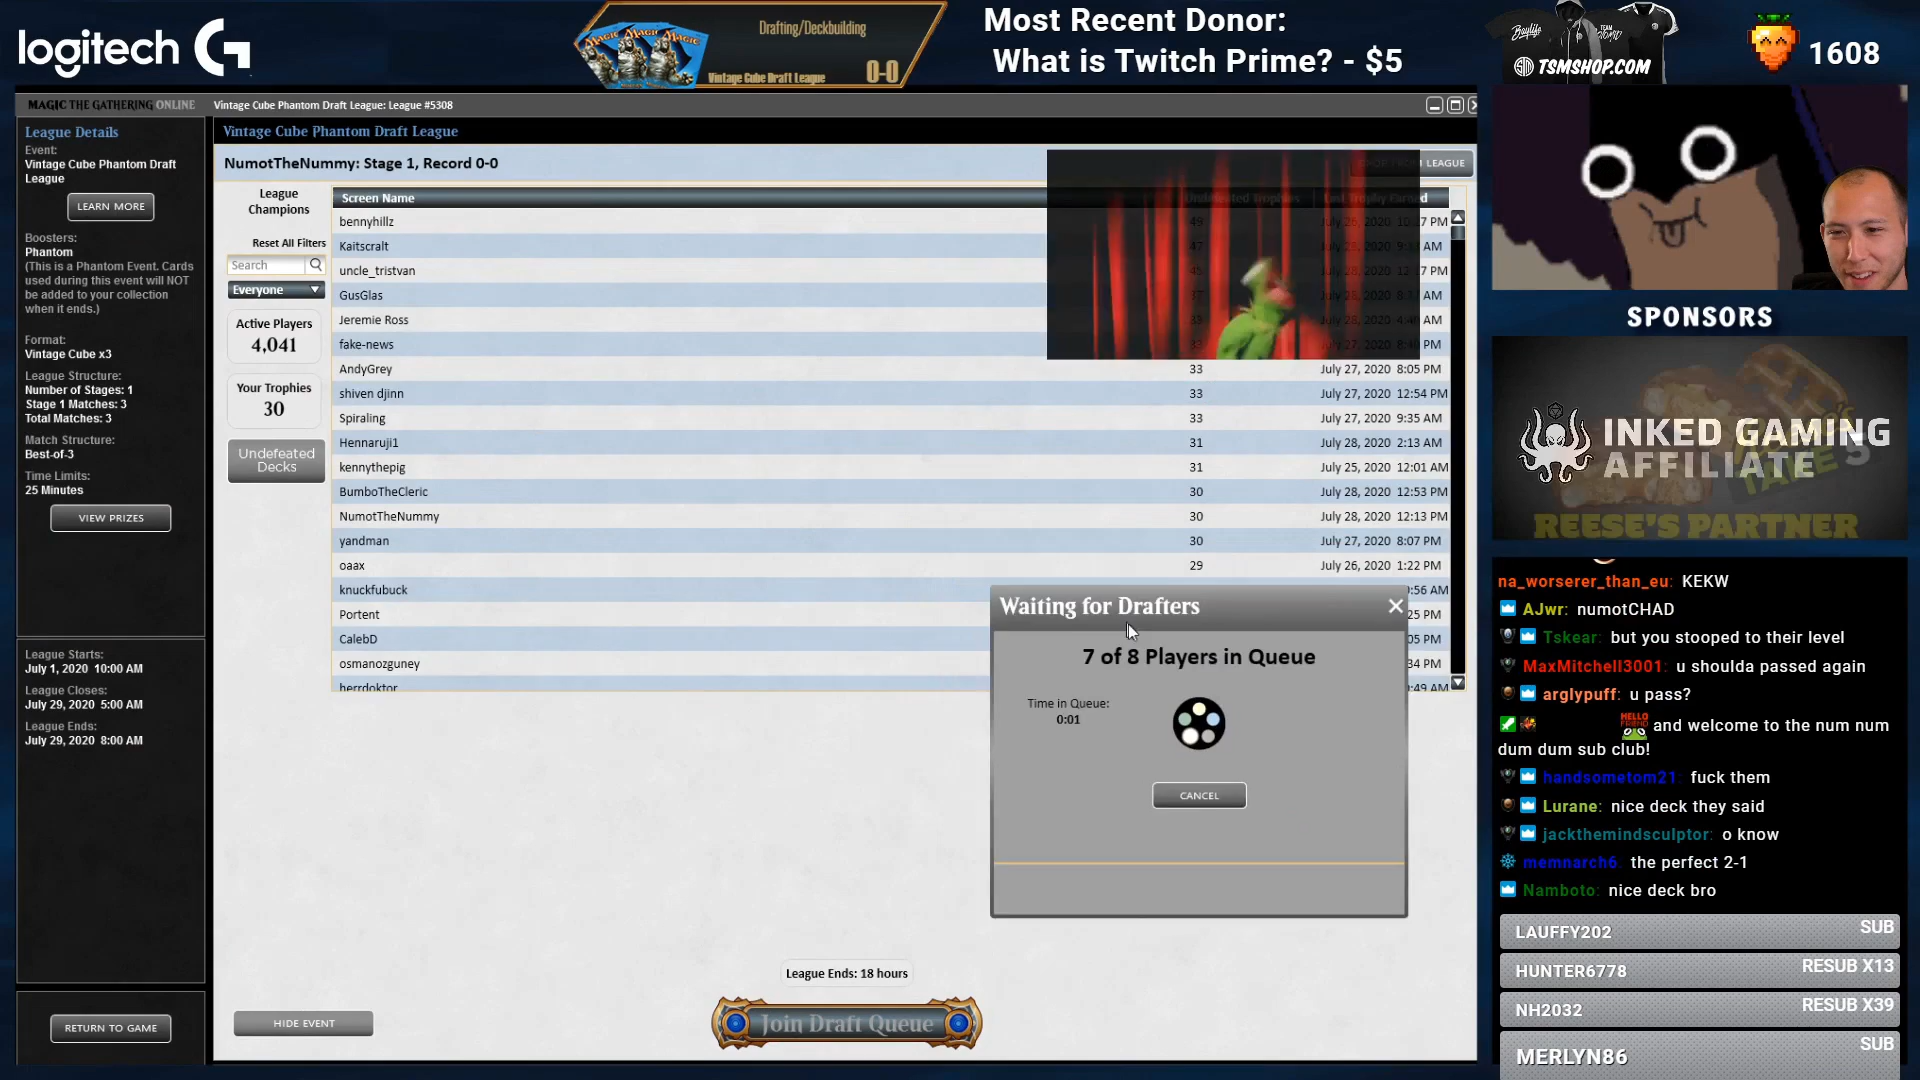 logitech G
Drafting/Deckbuilding
Vintage Cube Draft League
0-0
Most Recent Donor:
What is Twitch Prime? - $5
TSMSHOP.COM
1608
MAGIC THE GATHERING ONLINE
Vintage Cube Phantom Draft League: League #5308
League Details
Event:
Vintage Cube Phantom Draft
League
LEARN MORE
Boosters:
Phantom
(This is a Phantom Event. Cards
used during this event will NOT
be added to your collection
when it ends.)
Format:
Vintage Cube x3
League Structure:
Number of Stages: 1
Stage 1 Matches: 3
Total Matches: 3
Match Structure:
Best-of-3
Time Limits:
25 Minutes
VIEW PRIZES
League Starts:
July 1, 2020 10:00 AM
League Closes:
July 29, 2020 5:00 AM
League Ends:
July 29, 2020 8:00 AM
RETURN TO GAME
Vintage Cube Phantom Draft League
NumotTheNummy: Stage 1, Record 0-0
LEAGUE
League
Champions
Reset All Filters
Search
Everyone
Active Players
4,041
Your Trophies
30
Undefeated
Decks
Screen Name
bennyhillz
Kaitscralt
uncle_tristvan
GusGlas
Jeremie Ross
fake-news
AndyGrey 33 July 27, 2020 8:05 PM
shiven djinn 33 July 27, 2020 12:54 PM
Spiraling 33 July 27, 2020 9:35 AM
Hennaruji1 31 July 28, 2020 2:13 AM
kennythepig 31 July 25, 2020 12:01 AM
BumboTheCleric 30 July 28, 2020 12:53 PM
NumotTheNummy 30 July 28, 2020 12:13 PM
yandman 30 July 27, 2020 8:07 PM
oaax 29 July 26, 2020 1:22 PM
knuckfubuck :56 AM
Portent 25 PM
CalebD 05 PM
osmanozguney 34 PM
herrdoktor :49 AM
Waiting for Drafters
7 of 8 Players in Queue
Time in Queue:
0:01
CANCEL
League Ends: 18 hours
HIDE EVENT
Join Draft Queue
SPONSORS
INKED GAMING
AFFILIATE
REESE'S PARTNER
na_worserer_than_eu: KEKW
AJwr: numotCHAD
Tskear: but you stooped to their level
MaxMitchell3001: u shoulda passed again
arglypuff: u pass?
HELLO and welcome to the num num
dum dum sub club!
handsometom21: fuck them
Lurane: nice deck they said
jackthemindsculptor: o know
memnarch6: the perfect 2-1
Namboto: nice deck bro
LAUFFY202 SUB
HUNTER6778 RESUB X13
NH2032 RESUB X39
MERLYN86 SUB